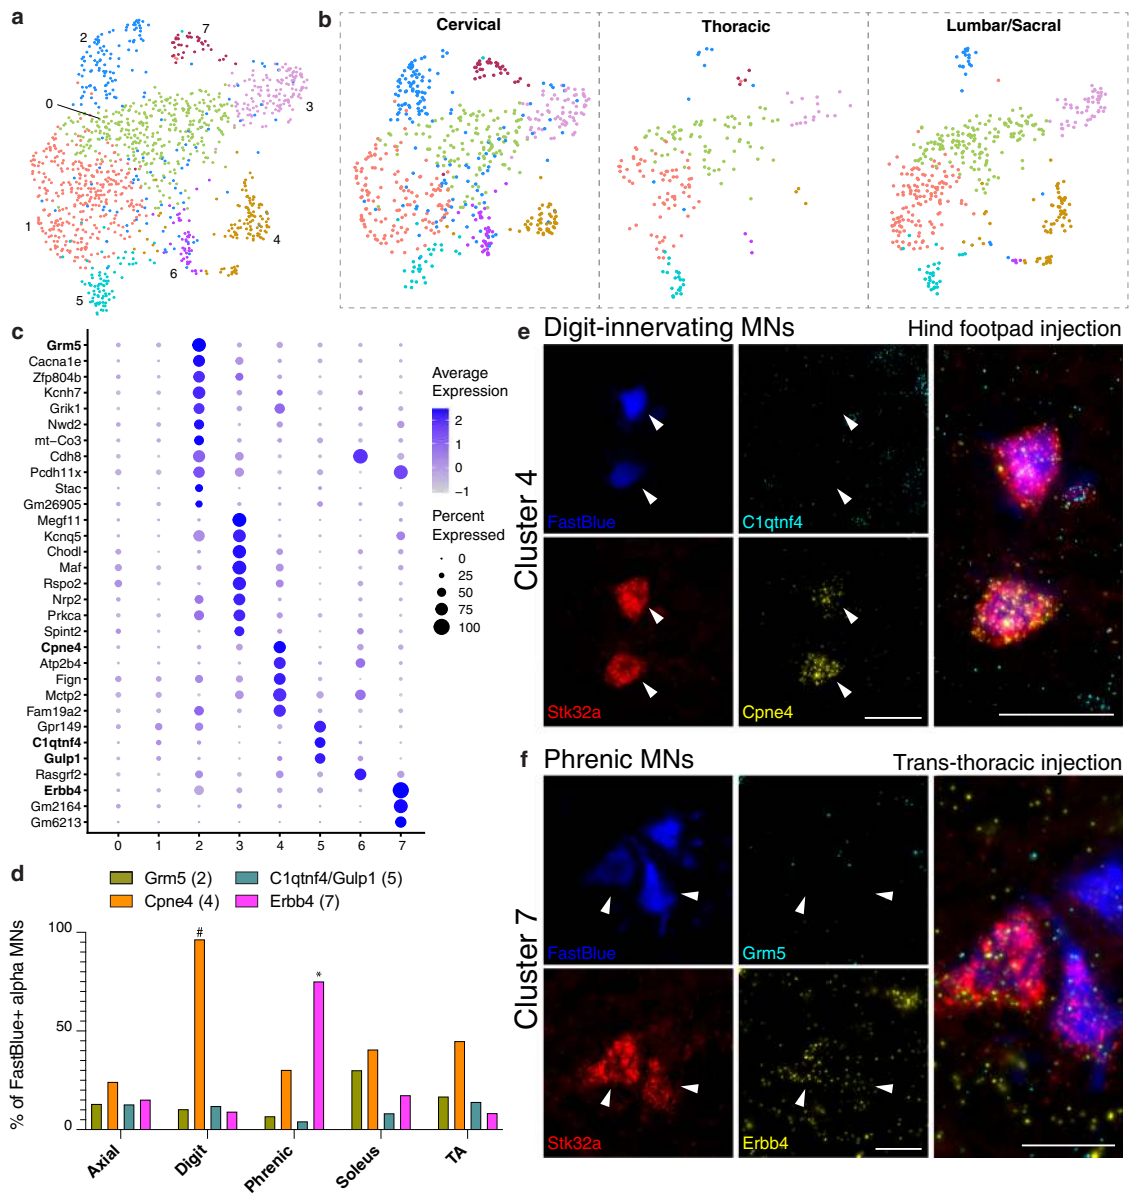 a
2
7
0
3
1
4
6
5
b
Cervical
Thoracic
Lumbar/Sacral
c
Grm5
Cacna1e
Zfp804b
Kcnh7
Grik1
Nwd2
mt-Co3
Cdh8
Pcdh11x
Stac
Gm26905
Megf11
Kcnq5
Chodl
Maf
Rspo2
Nrp2
Prkca
Spint2
Cpne4
Atp2b4
Fign
Mctp2
Fam19a2
Gpr149
C1qtnf4
Gulp1
Rasgrf2
Erbb4
Gm2164
Gm6213
0 1 2 3 4 5 6 7
Average
Expression
2
1
0
−1
Percent
Expressed
0
25
50
75
100
d
Grm5 (2)
C1qtnf4/Gulp1 (5)
Cpne4 (4)
Erbb4 (7)
% of FastBlue+ alpha MNs
100
50
0
#
*
Axial
Digit
Phrenic
Soleus
TA
e
Digit-innervating MNs
Hind footpad injection
Cluster 4
FastBlue
C1qtnf4
Stk32a
Cpne4
f
Phrenic MNs
Trans-thoracic injection
Cluster 7
FastBlue
Grm5
Stk32a
Erbb4